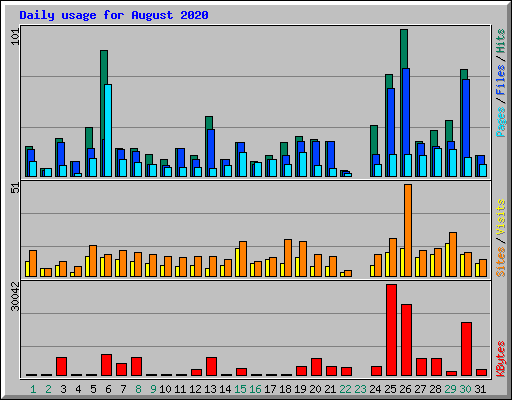 Daily usage for August 2020
101
Pages / Files / Hits
51
Sites / Visits
30042
KBytes
1 2 3 4 5 6 7 8 9 10 11 12 13 14 15 16 17 18 19 20 21 22 23 24 25 26 27 28 29 30 31